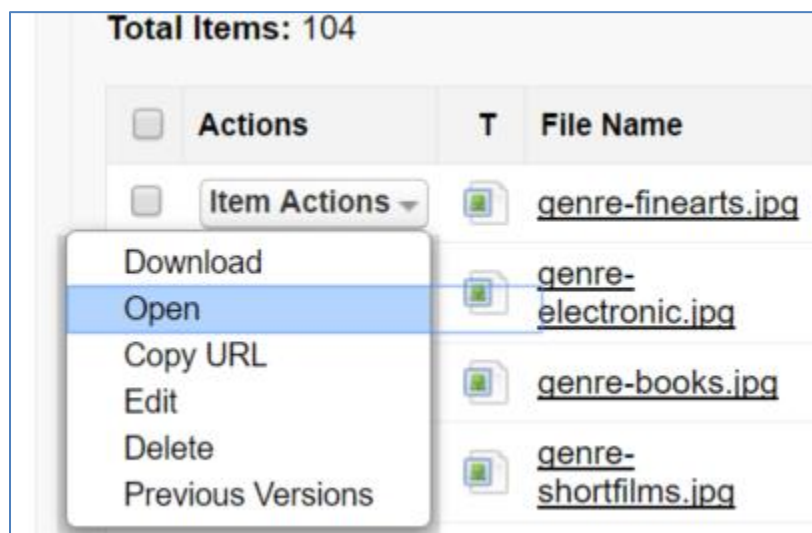 Total Items: 104
Actions T File Name
Item Actions genre-finearts.jpg
Download
Open
Copy URL
Edit
Delete
Previous Versions
genre-
electronic.jpg
genre-books.jpg
genre-
shortfilms.jpg